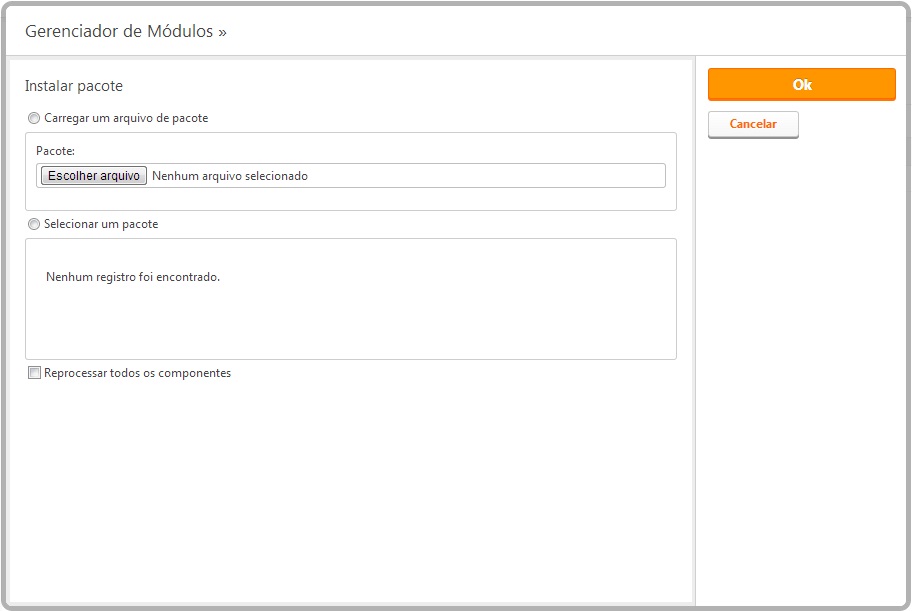 Gerenciador de Módulos »
Instalar pacote
Carregar um arquivo de pacote
Pacote:
Escolher arquivo Nenhum arquivo selecionado
Selecionar um pacote
Nenhum registro foi encontrado.
Reprocessar todos os componentes
Ok
Cancelar